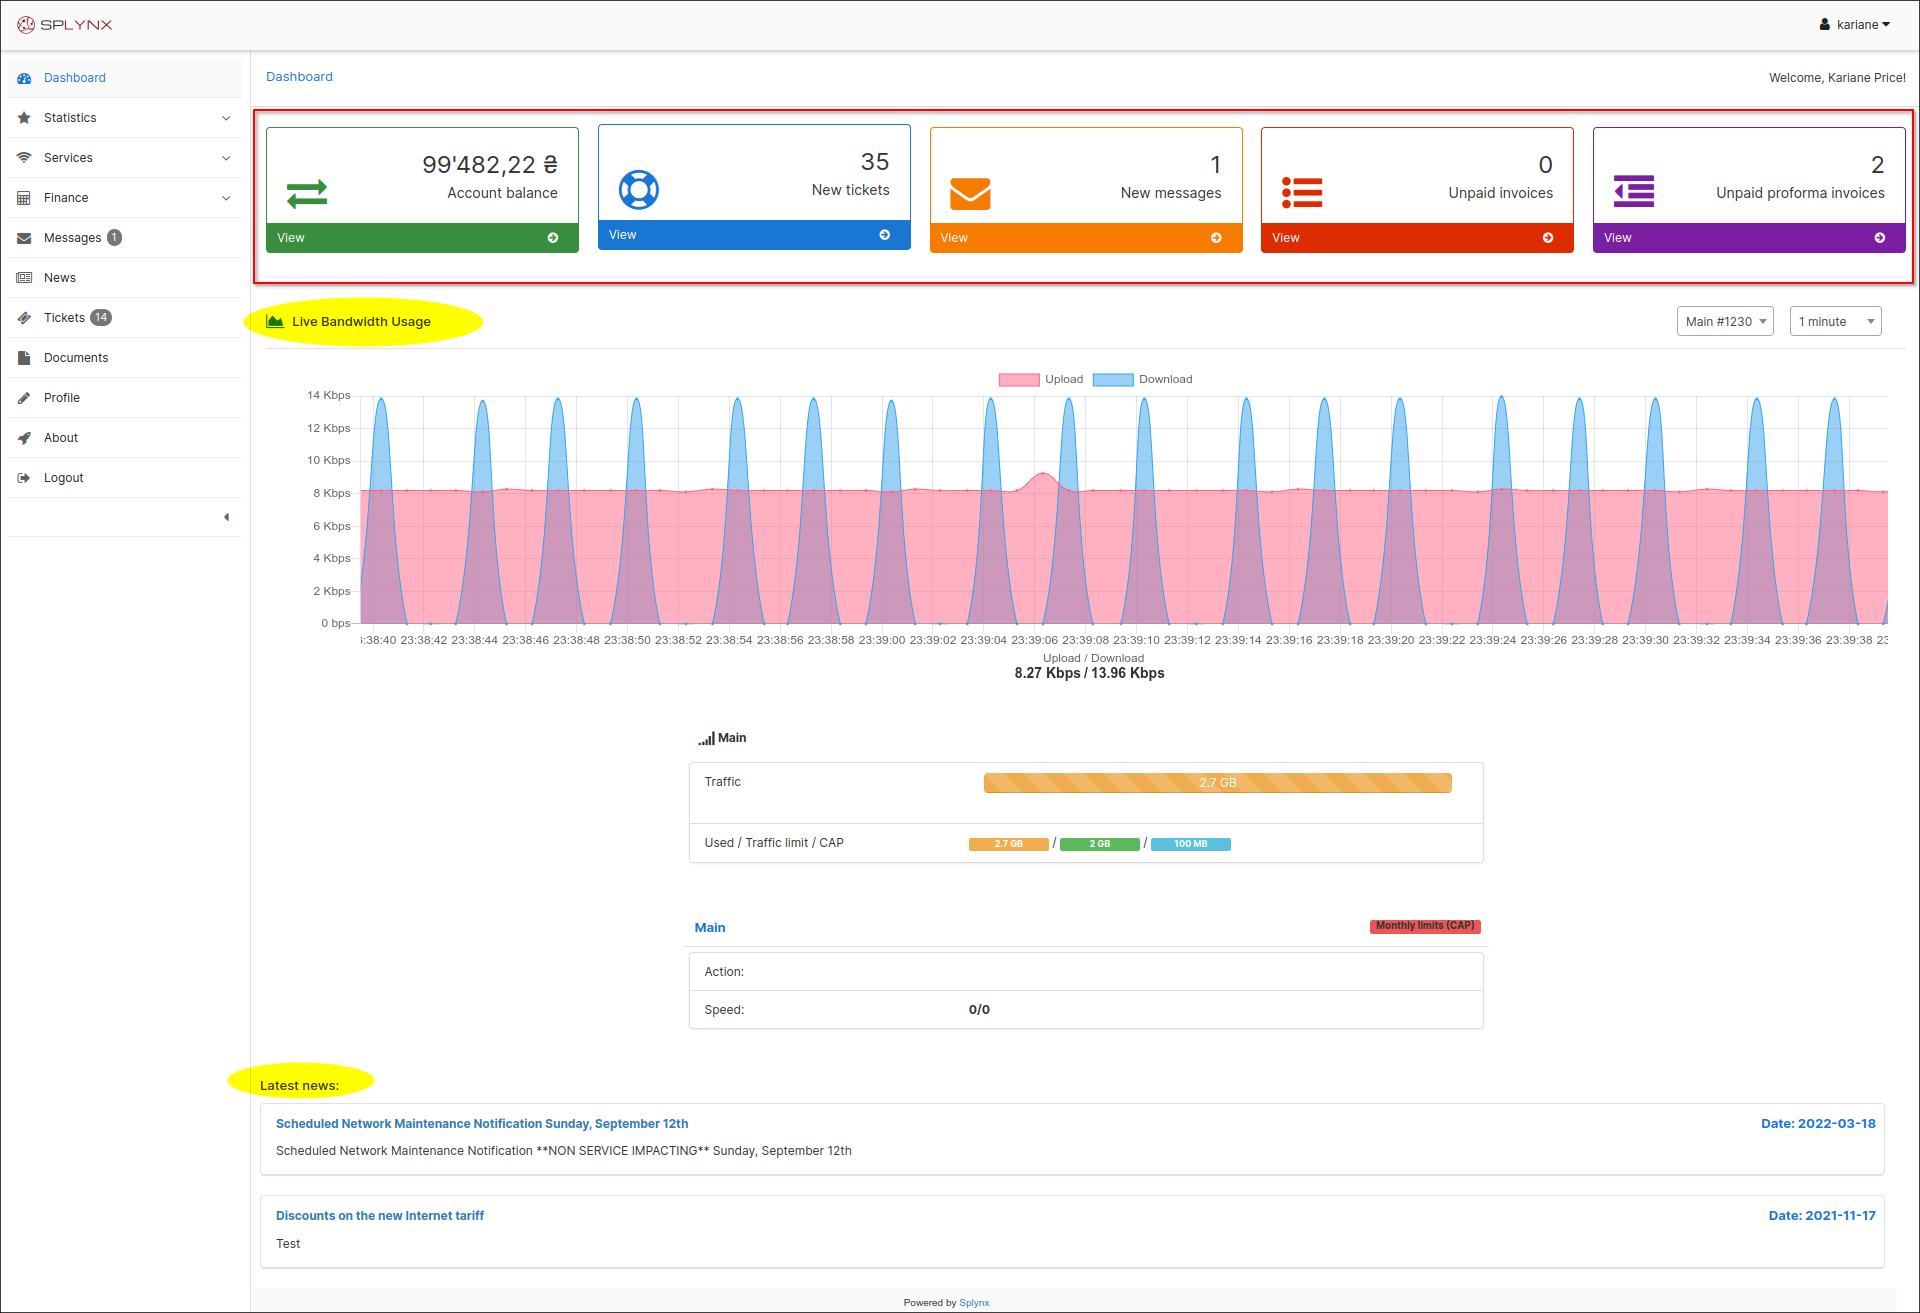 SPLYNX
kariane
Dashboard
Statistics
Services
Finance
Messages 1
News
Tickets 14
Documents
Profile
About
Logout
Dashboard
Welcome, Kariane Price!
99'482,22 ₴
Account balance
View
35
New tickets
View
1
New messages
View
0
Unpaid invoices
View
2
Unpaid proforma invoices
View
Live Bandwidth Usage
Main #1230
1 minute
Upload Download
14 Kbps
12 Kbps
10 Kbps
8 Kbps
6 Kbps
4 Kbps
2 Kbps
0 bps
:38:40 23:38:42 23:38:44 23:38:46 23:38:48 23:38:50 23:38:52 23:38:54 23:38:56 23:38:58 23:39:00 23:39:02 23:39:04 23:39:06 23:39:08 23:39:10 23:39:12 23:39:14 23:39:16 23:39:18 23:39:20 23:39:22 23:39:24 23:39:26 23:39:28 23:39:30 23:39:32 23:39:34 23:39:36 23:39:38 23
Upload / Download
8.27 Kbps / 13.96 Kbps
Main
Traffic 2.7 GB
Used / Traffic limit / CAP 2.7 GB / 2 GB / 100 MB
Main Monthly limits (CAP)
Action:
Speed: 0/0
Latest news:
Scheduled Network Maintenance Notification Sunday, September 12th Date: 2022-03-18
Scheduled Network Maintenance Notification **NON SERVICE IMPACTING** Sunday, September 12th
Discounts on the new Internet tariff Date: 2021-11-17
Test
Powered by Splynx